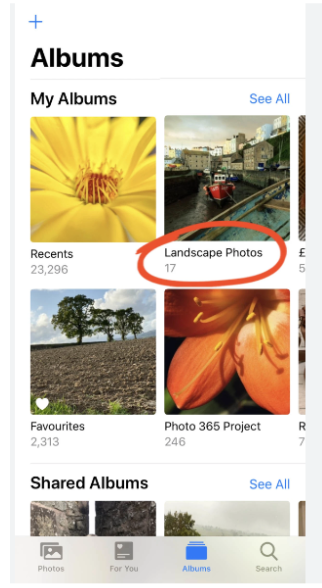 Albums
My Albums See All
Recents
23,296
Landscape Photos
17
£
5
Favourites
2,313
Photo 365 Project
246
R
7
Shared Albums See All
Photos For You Albums Search